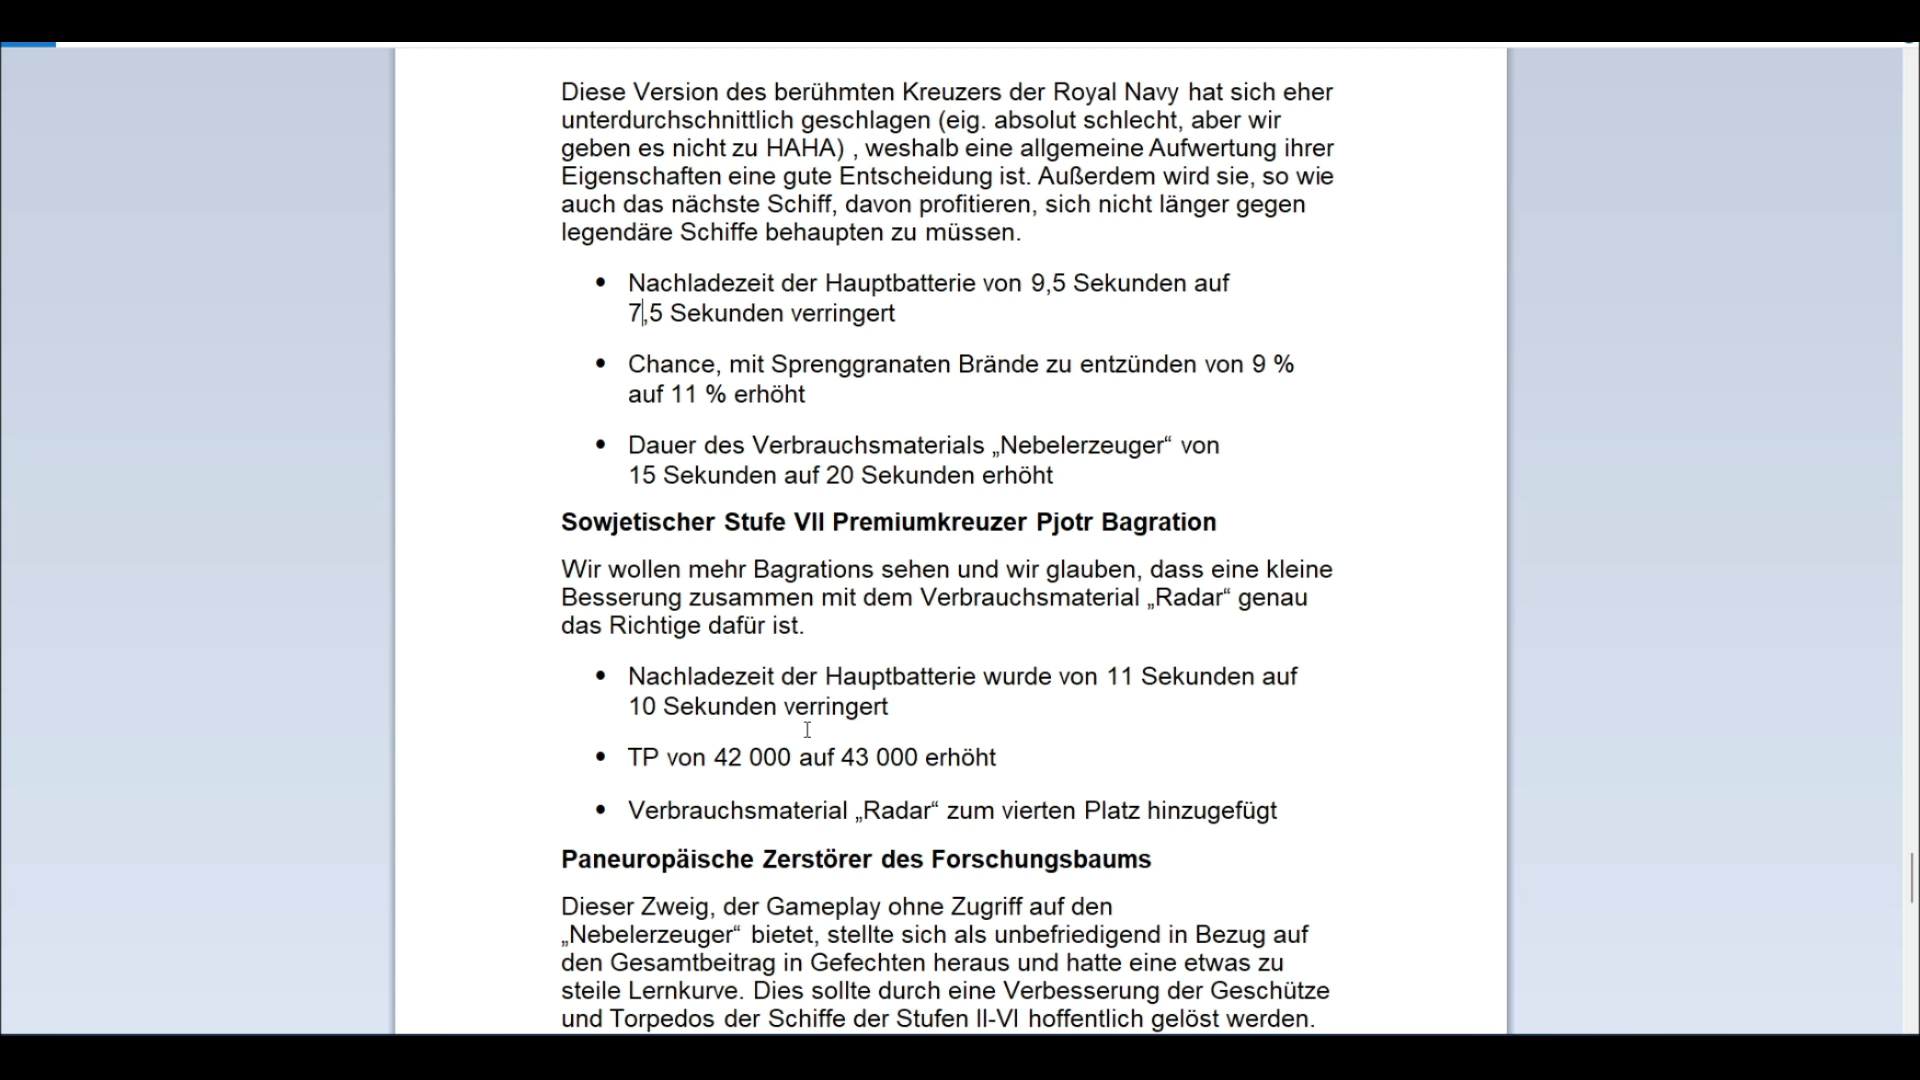 Diese Version des berühmten Kreuzers der Royal Navy hat sich eher
unterdurchschnittlich geschlagen (eig. absolut schlecht, aber wir
geben es nicht zu HAHA) , weshalb eine allgemeine Aufwertung ihrer
Eigenschaften eine gute Entscheidung ist. Außerdem wird sie, so wie
auch das nächste Schiff, davon profitieren, sich nicht länger gegen
legendäre Schiffe behaupten zu müssen.
• Nachladezeit der Hauptbatterie von 9,5 Sekunden auf
7,5 Sekunden verringert
• Chance, mit Sprenggranaten Brände zu entzünden von 9 %
auf 11 % erhöht
• Dauer des Verbrauchsmaterials „Nebelerzeuger“ von
15 Sekunden auf 20 Sekunden erhöht
Sowjetischer Stufe VII Premiumkreuzer Pjotr Bagration
Wir wollen mehr Bagrations sehen und wir glauben, dass eine kleine
Besserung zusammen mit dem Verbrauchsmaterial „Radar“ genau
das Richtige dafür ist.
• Nachladezeit der Hauptbatterie wurde von 11 Sekunden auf
10 Sekunden verringert
• TP von 42 000 auf 43 000 erhöht
• Verbrauchsmaterial „Radar“ zum vierten Platz hinzugefügt
Paneuropäische Zerstörer des Forschungsbaums
Dieser Zweig, der Gameplay ohne Zugriff auf den
„Nebelerzeuger“ bietet, stellte sich als unbefriedigend in Bezug auf
den Gesamtbeitrag in Gefechten heraus und hatte eine etwas zu
steile Lernkurve. Dies sollte durch eine Verbesserung der Geschütze
und Torpedos der Schiffe der Stufen II-VI hoffentlich gelöst werden.